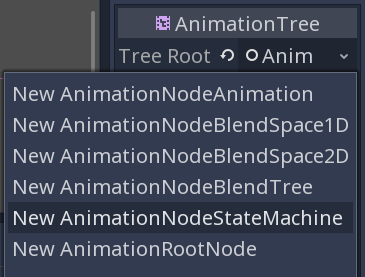 AnimationTree
Tree Root Anim
New AnimationNodeAnimation
New AnimationNodeBlendSpace1D
New AnimationNodeBlendSpace2D
New AnimationNodeBlendTree
New AnimationNodeStateMachine
New AnimationRootNode